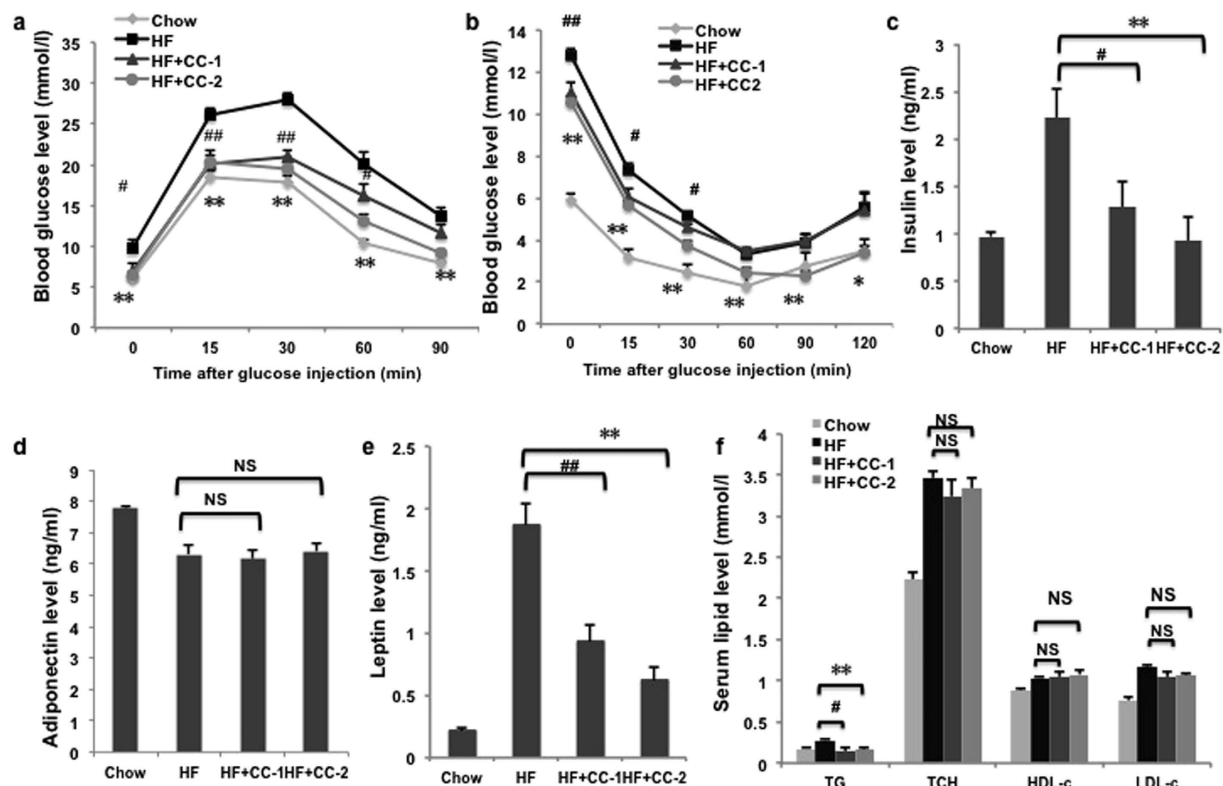 a
Chow
HF
HF+CC-1
HF+CC-2
Blood glucose level (mmol/l)
35
30
25
20
15
10
5
0
#
##
##
#
**
**
**
**
**
0 15 30 60 90
Time after glucose injection (min)
b
Chow
HF
HF+CC-1
HF+CC2
Blood glucose level (mmol/l)
14
12
10
8
6
4
2
0
##
#
#
**
**
**
**
**
*
0 15 30 60 90 120
Time after glucose injection (min)
c
Insulin level (ng/ml)
3
2.5
2
1.5
1
0.5
0
**
#
Chow HF HF+CC-1 HF+CC-2
d
Adiponectin level (ng/ml)
9
8
7
6
5
4
3
2
1
0
NS
NS
Chow HF HF+CC-1 HF+CC-2
e
Leptin level (ng/ml)
2.5
2
1.5
1
0.5
0
**
##
Chow HF HF+CC-1 HF+CC-2
f
Chow
HF
HF+CC-1
HF+CC-2
Serum lipid level (mmol/l)
4
3.5
3
2.5
2
1.5
1
0.5
0
**
#
NS
NS
NS
NS
NS
NS
TG TCH HDL-c LDL-c